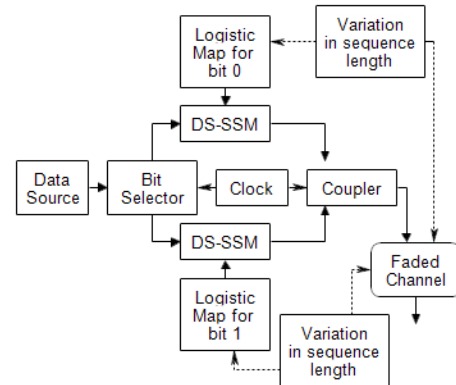 Logistic
Map for
bit 0
Variation
in sequence
length
DS-SSM
Data
Source
Bit
Selector
Clock
Coupler
DS-SSM
Faded
Channel
Logistic
Map for
bit 1
Variation
in sequence
length